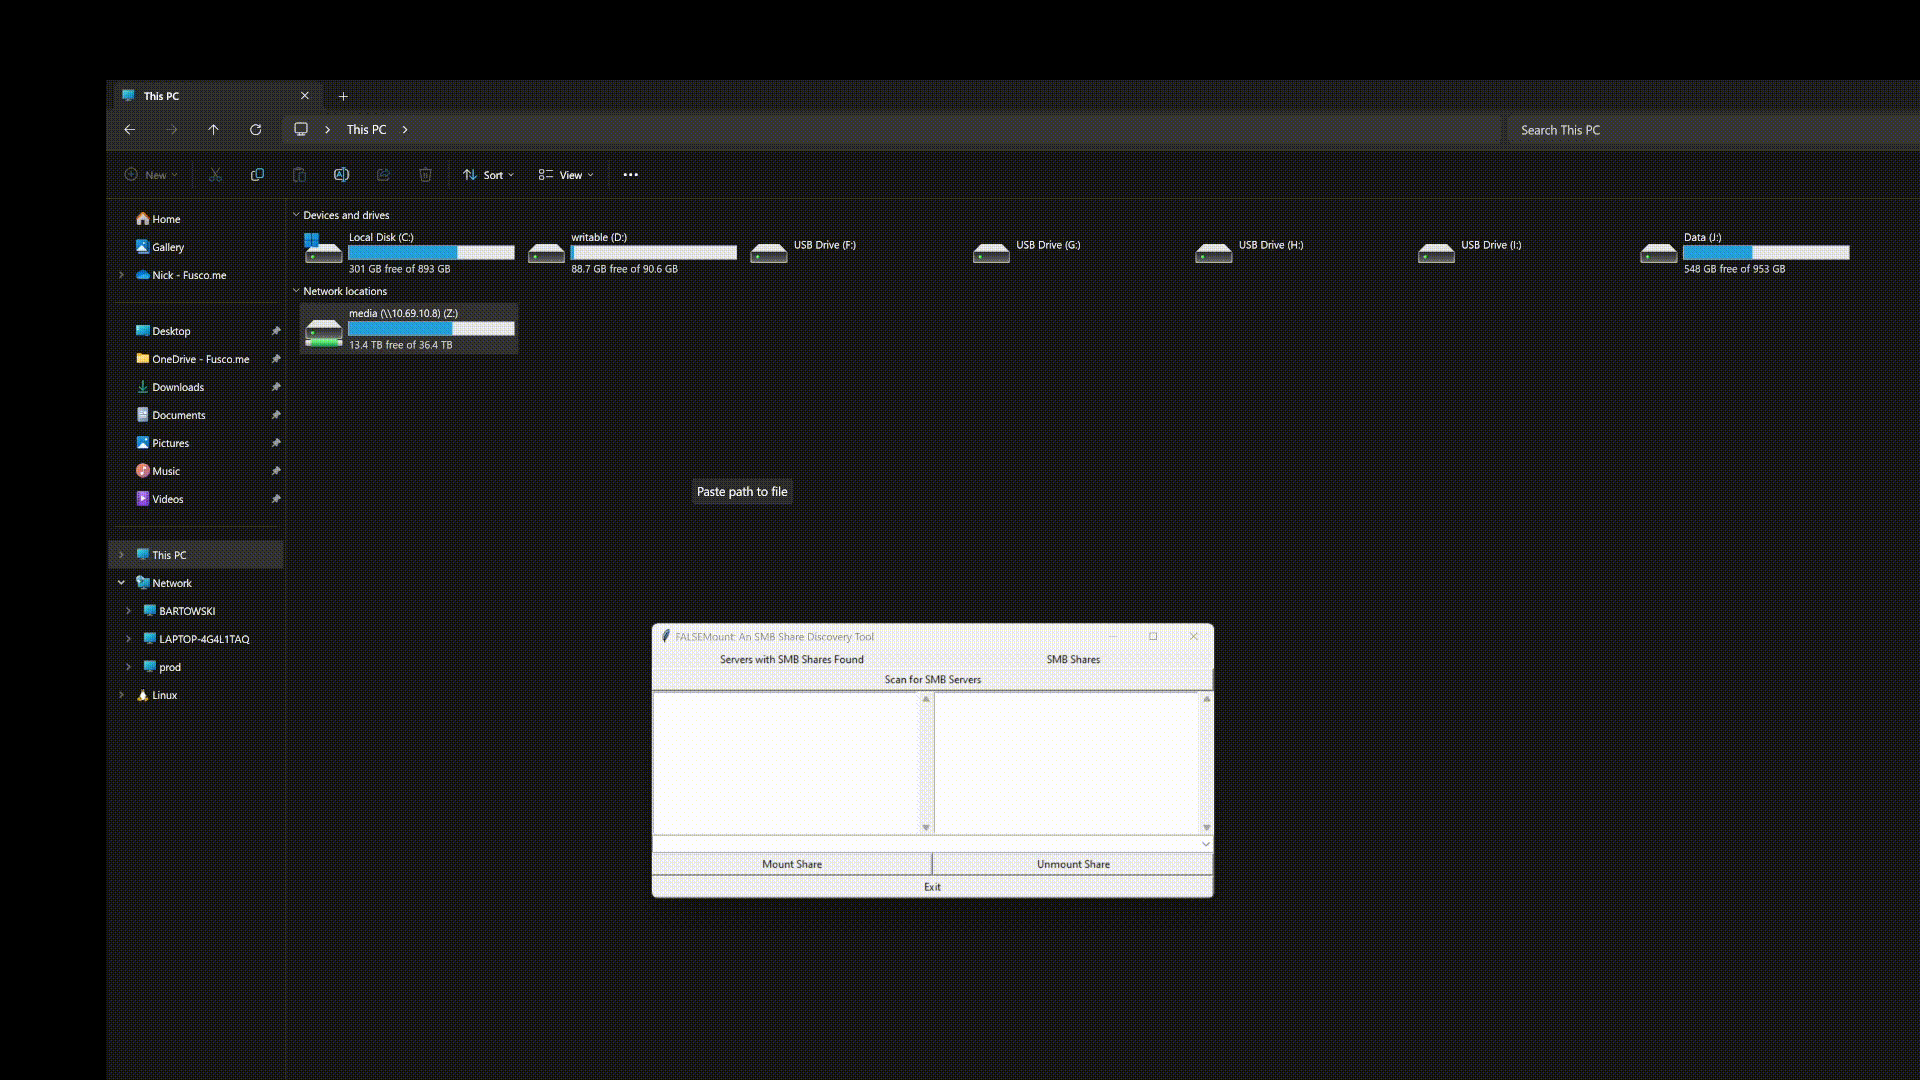 This PC
This PC
Search This PC
New
Sort
View
Home
Gallery
Nick - Fusco.me
Desktop
OneDrive - Fusco.me
Downloads
Documents
Pictures
Music
Videos
This PC
Network
BARTOWSKI
LAPTOP-4G4L1TAQ
prod
Linux
Devices and drives
Local Disk (C:)
301 GB free of 893 GB
writable (D:)
88.7 GB free of 90.6 GB
USB Drive (F:)
USB Drive (G:)
USB Drive (H:)
USB Drive (I:)
Data (J:)
548 GB free of 953 GB
Network locations
media (\\10.69.10.8) (Z:)
13.4 TB free of 36.4 TB
Paste path to file
FALSEMount: An SMB Share Discovery Tool
Servers with SMB Shares Found
SMB Shares
Scan for SMB Servers
Mount Share
Unmount Share
Exit